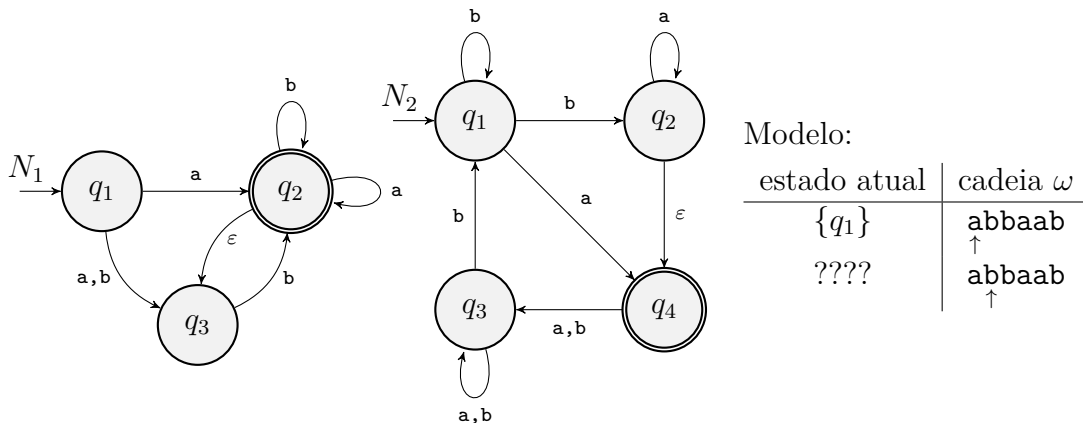 N₁
q₁
a
b
q₂
a
ε
a,b
b
q₃
N₂
b
q₁
b
a
q₂
a
b
ε
q₃
a,b
q₄
a,b
Modelo:
estado atual cadeia ω
{q₁} abbaab
↑
???? abbaab
↑